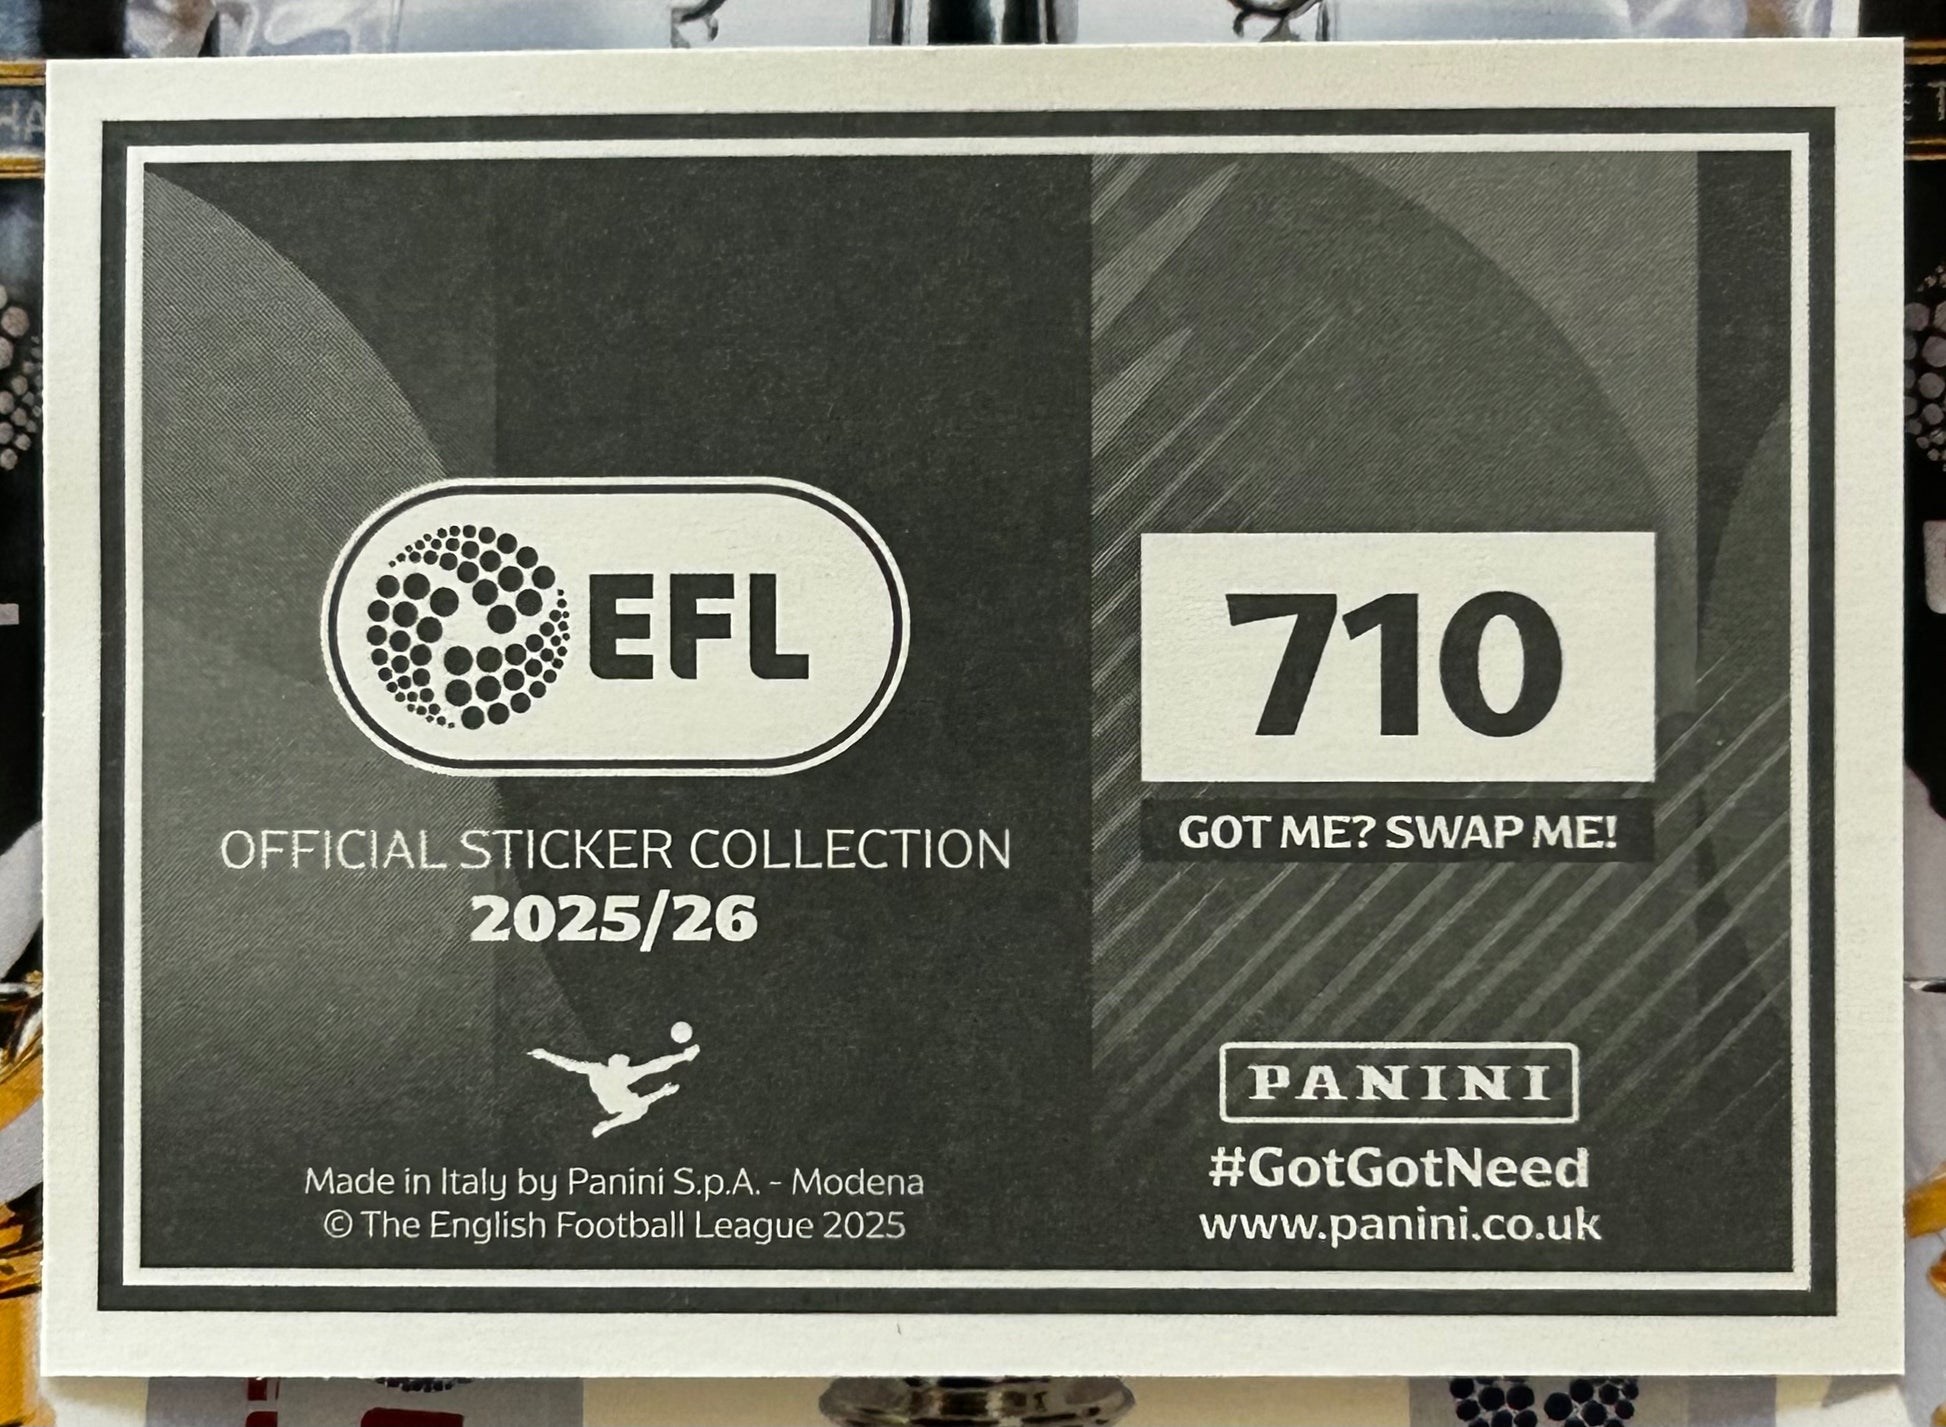 EFL
OFFICIAL STICKER COLLECTION
2025/26
Made in Italy by Panini S.p.A. - Modena
© The English Football League 2025
710
GOT ME? SWAP ME!
PANINI
#GotGotNeed
www.panini.co.uk